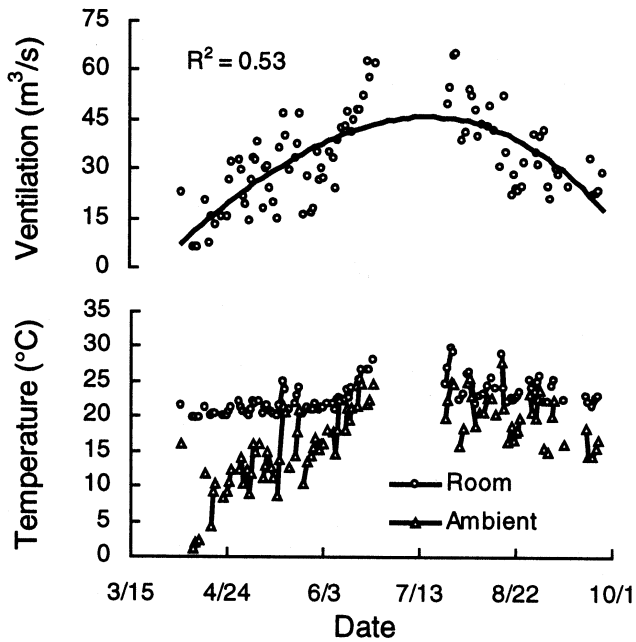 75
60
45
30
15
0
Ventilation (m³/s)
R² = 0.53
35
30
25
20
15
10
5
0
Temperature (°C)
Room
Ambient
3/15 4/24 6/3 7/13 8/22 10/1
Date